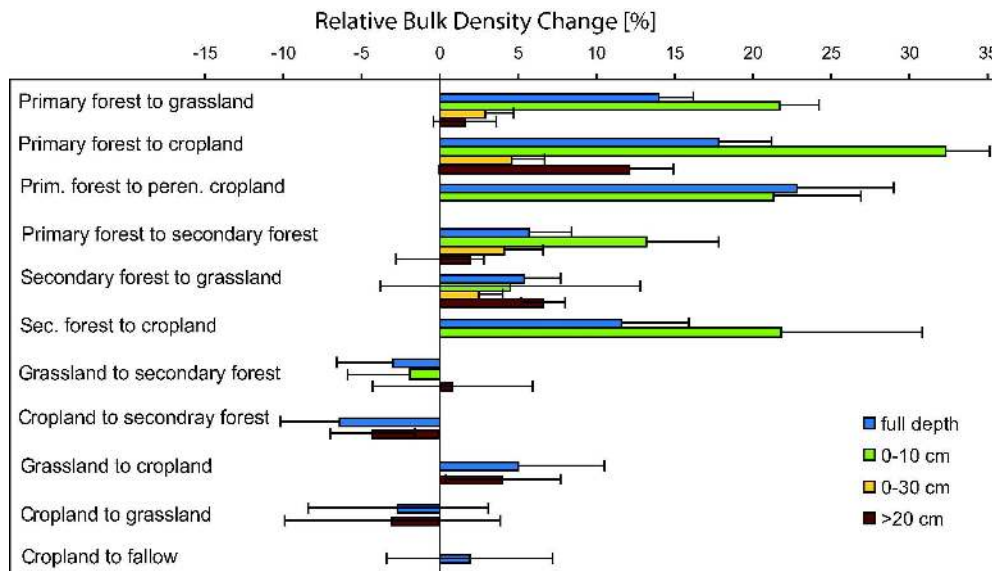 Relative Bulk Density Change [%]
-15 -10 -5 0 5 10 15 20 25 30 35
Primary forest to grassland
Primary forest to cropland
Prim. forest to peren. cropland
Primary forest to secondary forest
Secondary forest to grassland
Sec. forest to cropland
Grassland to secondary forest
Cropland to secondray forest
Grassland to cropland
Cropland to grassland
Cropland to fallow
full depth
0-10 cm
0-30 cm
>20 cm